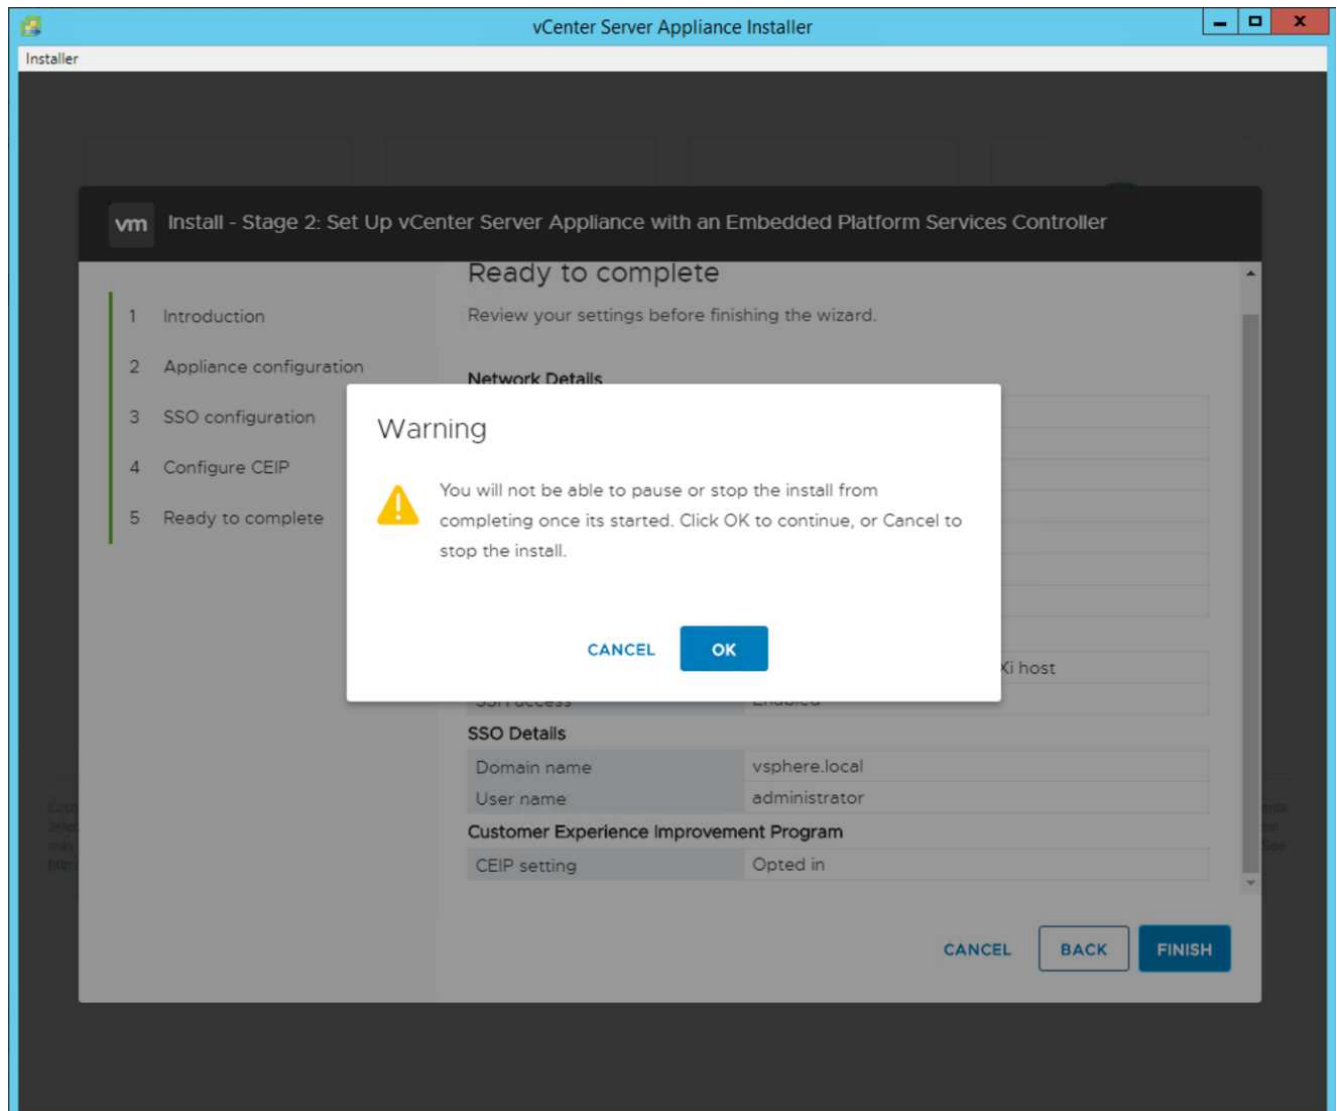 vCenter Server Appliance Installer
Installer
vm Install - Stage 2: Set Up vCenter Server Appliance with an Embedded Platform Services Controller
1 Introduction
2 Appliance configuration
3 SSO configuration
4 Configure CEIP
5 Ready to complete
Ready to complete
Review your settings before finishing the wizard.
Network Details
Warning
You will not be able to pause or stop the install from
completing once its started. Click OK to continue, or Cancel to
stop the install.
CANCEL OK
Xi host
SSO Details
Domain name vsphere.local
User name administrator
Customer Experience Improvement Program
CEIP setting Opted in
CANCEL BACK FINISH